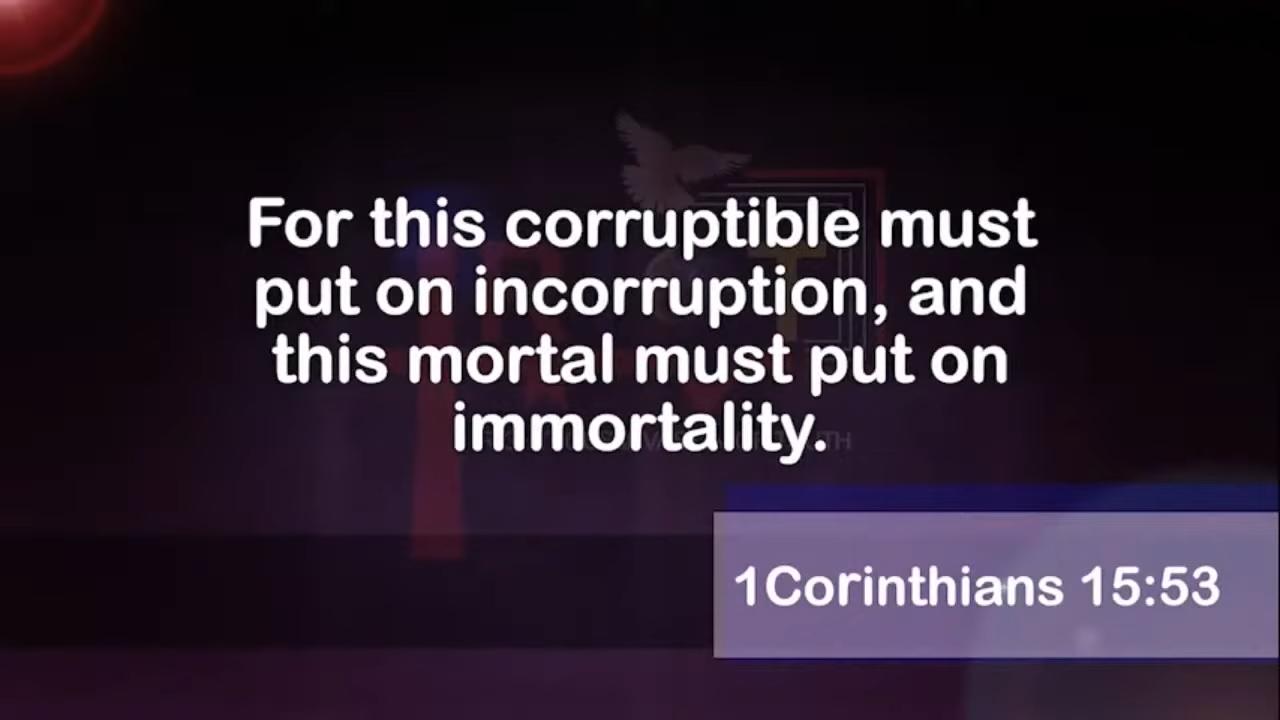 For this corruptible must
put on incorruption, and
this mortal must put on
immortality.
1Corinthians 15:53